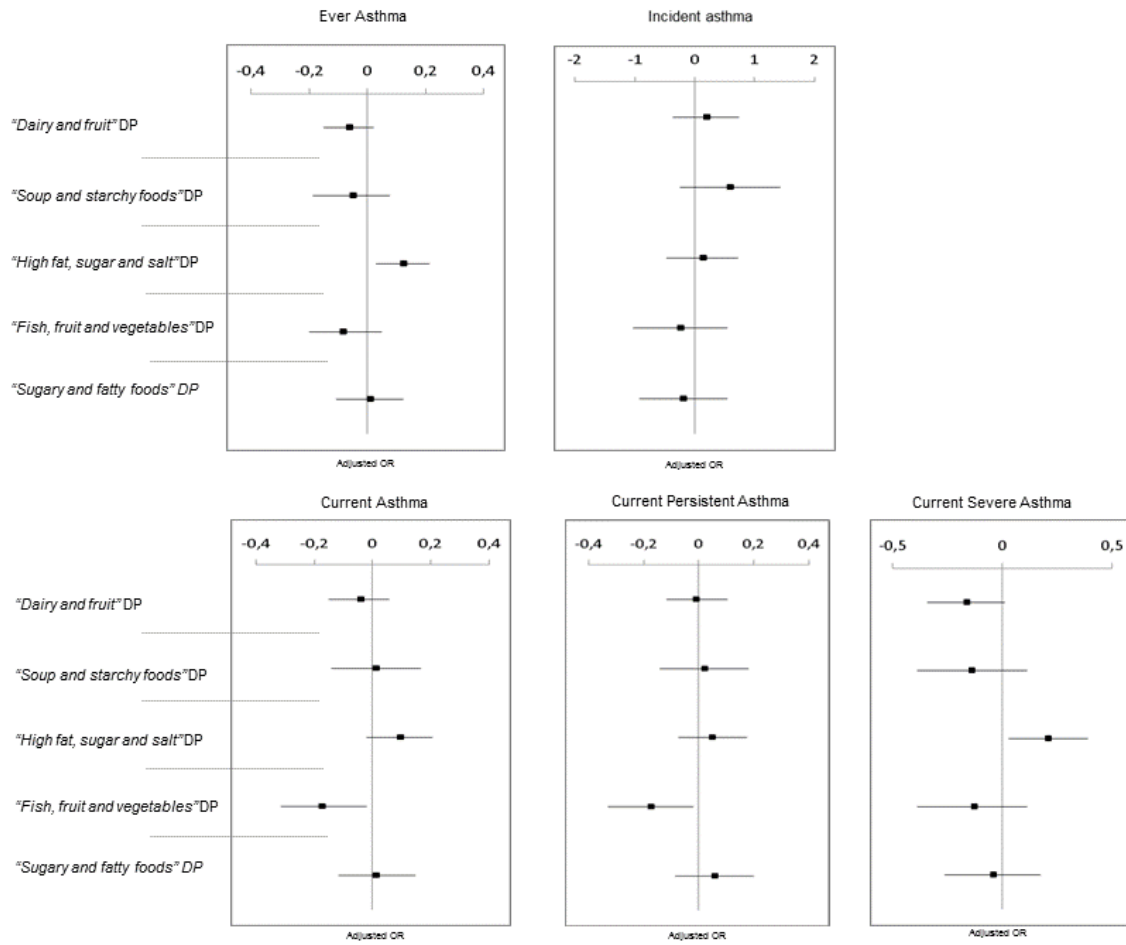 Ever Asthma
Incident asthma
-0,4 -0,2 0 0,2 0,4
-2 -1 0 1 2
“Dairy and fruit”DP
“Soup and starchy foods”DP
“High fat, sugar and salt”DP
“Fish, fruit and vegetables”DP
“Sugary and fatty foods” DP
Adjusted OR
Adjusted OR
Current Asthma
Current Persistent Asthma
Current Severe Asthma
-0,4 -0,2 0 0,2 0,4
-0,4 -0,2 0 0,2 0,4
-0,5 0 0,5
“Dairy and fruit”DP
“Soup and starchy foods”DP
“High fat, sugar and salt”DP
“Fish, fruit and vegetables”DP
“Sugary and fatty foods” DP
Adjusted OR
Adjusted OR
Adjusted OR